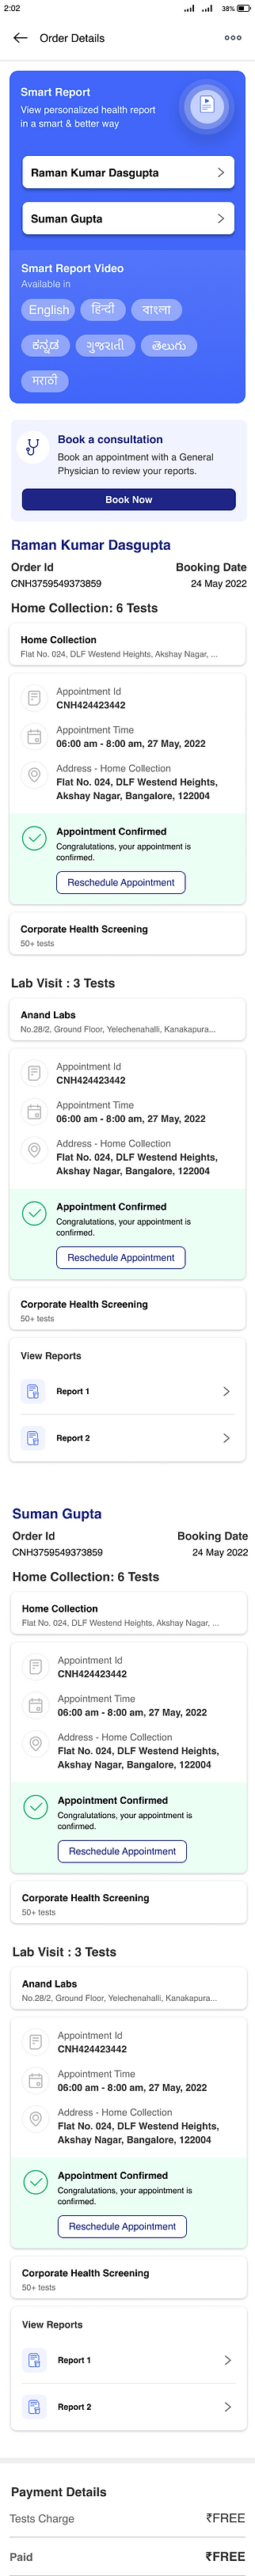 2:02
38%
Order Details
Smart Report
View personalized health report
in a smart & better way
Raman Kumar Dasgupta
Suman Gupta
Smart Report Video
Available in
English
हिन्दी
বাংলা
ಕನ್ನಡ
ગુજરાતી
తెలుగు
मराठी
Book a consultation
Book an appointment with a General
Physician to review your reports.
Book Now
Raman Kumar Dasgupta
Order Id Booking Date
CNH3759549373859 24 May 2022
Home Collection: 6 Tests
Home Collection
Flat No. 024, DLF Westend Heights, Akshay Nagar, ...
Appointment Id
CNH424423442
Appointment Time
06:00 am - 8:00 am, 27 May, 2022
Address - Home Collection
Flat No. 024, DLF Westend Heights,
Akshay Nagar, Bangalore, 122004
Appointment Confirmed
Congralutations, your appointment is
confirmed.
Reschedule Appointment
Corporate Health Screening
50+ tests
Lab Visit : 3 Tests
Anand Labs
No.28/2, Ground Floor, Yelechenahalli, Kanakapura...
Appointment Id
CNH424423442
Appointment Time
06:00 am - 8:00 am, 27 May, 2022
Address - Home Collection
Flat No. 024, DLF Westend Heights,
Akshay Nagar, Bangalore, 122004
Appointment Confirmed
Congralutations, your appointment is
confirmed.
Reschedule Appointment
Corporate Health Screening
50+ tests
View Reports
Report 1
Report 2
Suman Gupta
Order Id Booking Date
CNH3759549373859 24 May 2022
Home Collection: 6 Tests
Home Collection
Flat No. 024, DLF Westend Heights, Akshay Nagar, ...
Appointment Id
CNH424423442
Appointment Time
06:00 am - 8:00 am, 27 May, 2022
Address - Home Collection
Flat No. 024, DLF Westend Heights,
Akshay Nagar, Bangalore, 122004
Appointment Confirmed
Congralutations, your appointment is
confirmed.
Reschedule Appointment
Corporate Health Screening
50+ tests
Lab Visit : 3 Tests
Anand Labs
No.28/2, Ground Floor, Yelechenahalli, Kanakapura...
Appointment Id
CNH424423442
Appointment Time
06:00 am - 8:00 am, 27 May, 2022
Address - Home Collection
Flat No. 024, DLF Westend Heights,
Akshay Nagar, Bangalore, 122004
Appointment Confirmed
Congralutations, your appointment is
confirmed.
Reschedule Appointment
Corporate Health Screening
50+ tests
View Reports
Report 1
Report 2
Payment Details
Tests Charge ₹FREE
Paid ₹FREE